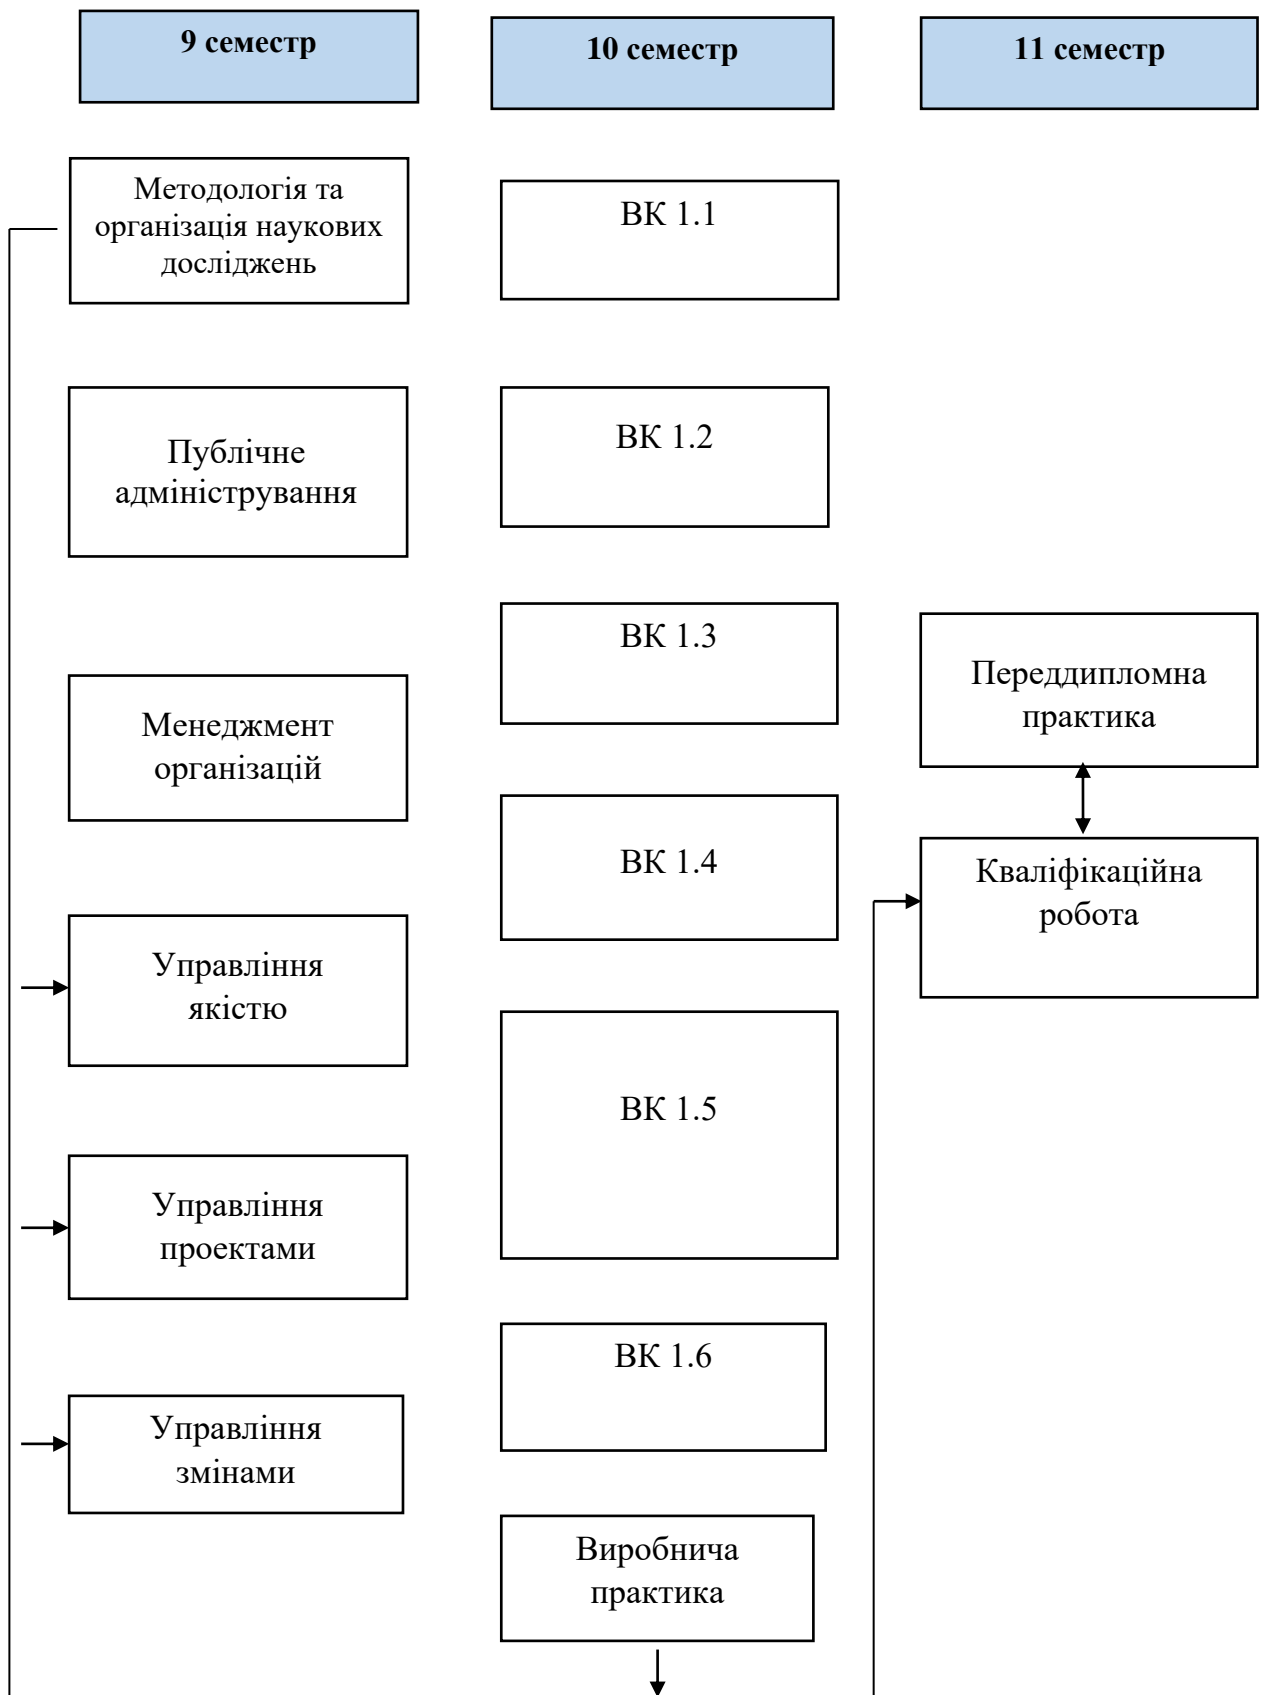 9 семестр
10 семестр
11 семестр
Методологія та
організація наукових
досліджень
Публічне
адміністрування
Менеджмент
організацій
Управління
якістю
Управління
проектами
Управління
змінами
ВК 1.1
ВК 1.2
ВК 1.3
ВК 1.4
ВК 1.5
ВК 1.6
Виробнича
практика
Переддипломна
практика
Кваліфікаційна
робота